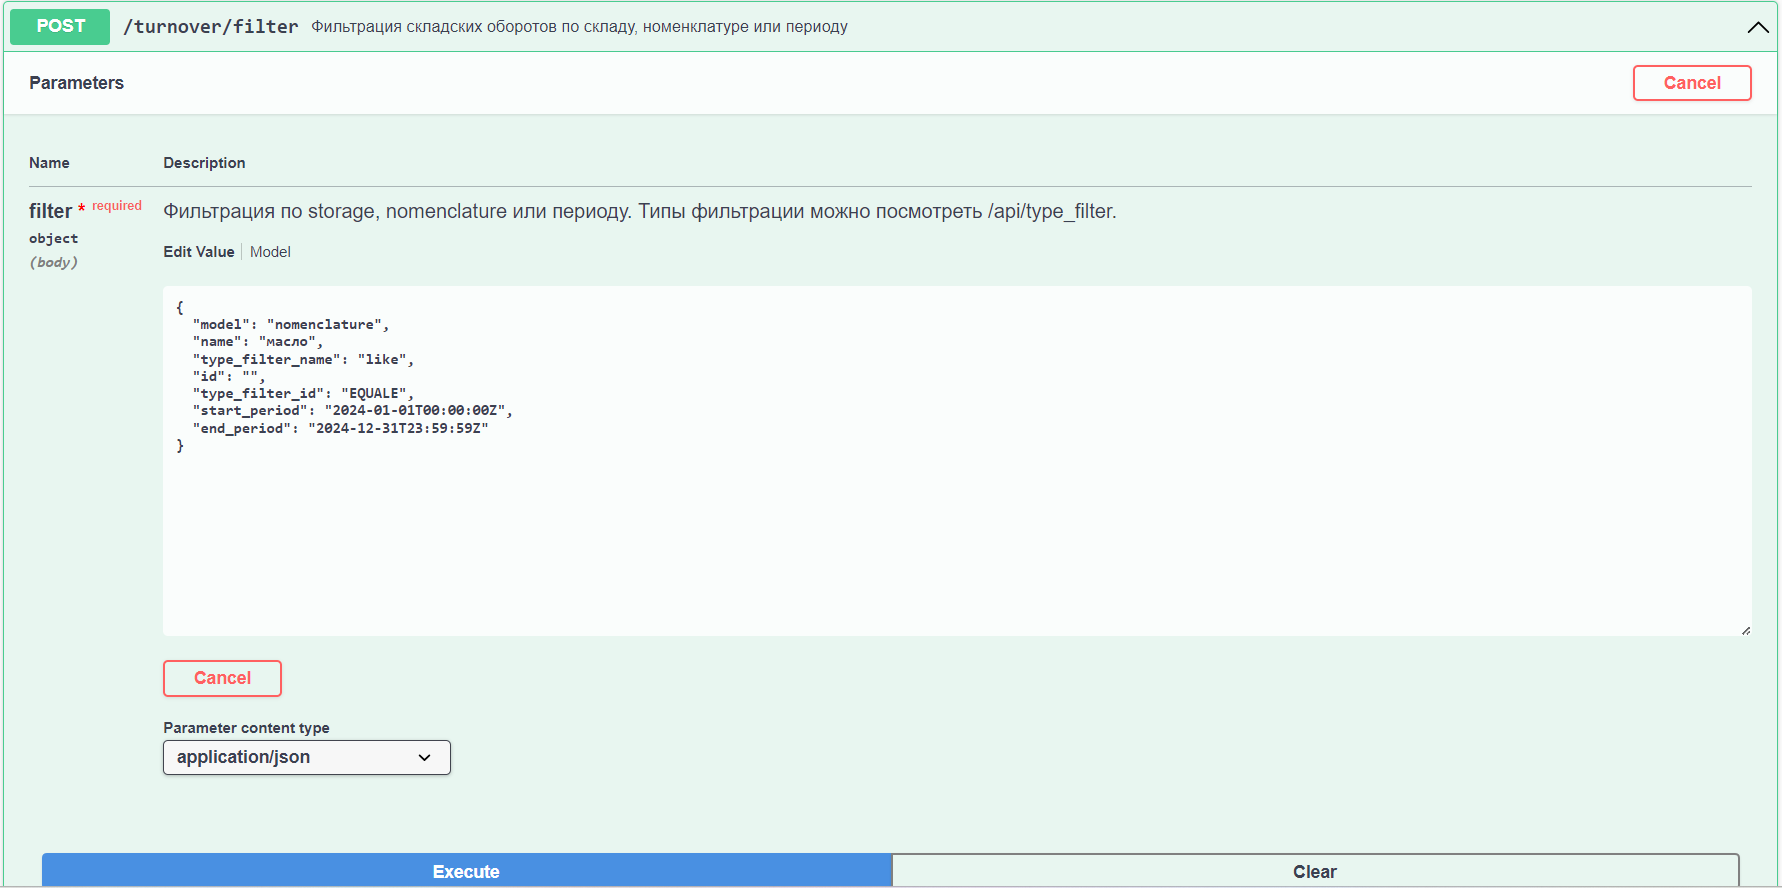 POST /turnover/filter Фильтрация складских оборотов по складу, номенклатуре или периоду
Parameters
Cancel
Name Description
filter * required
object
(body)
Фильтрация по storage, nomenclature или периоду. Типы фильтрации можно посмотреть /api/type_filter.
Edit Value Model
{
"model": "nomenclature",
"name": "масло",
"type_filter_name": "like",
"id": "",
"type_filter_id": "EQUALE",
"start_period": "2024-01-01T00:00:00Z",
"end_period": "2024-12-31T23:59:59Z"
}
Cancel
Parameter content type
application/json
Execute Clear